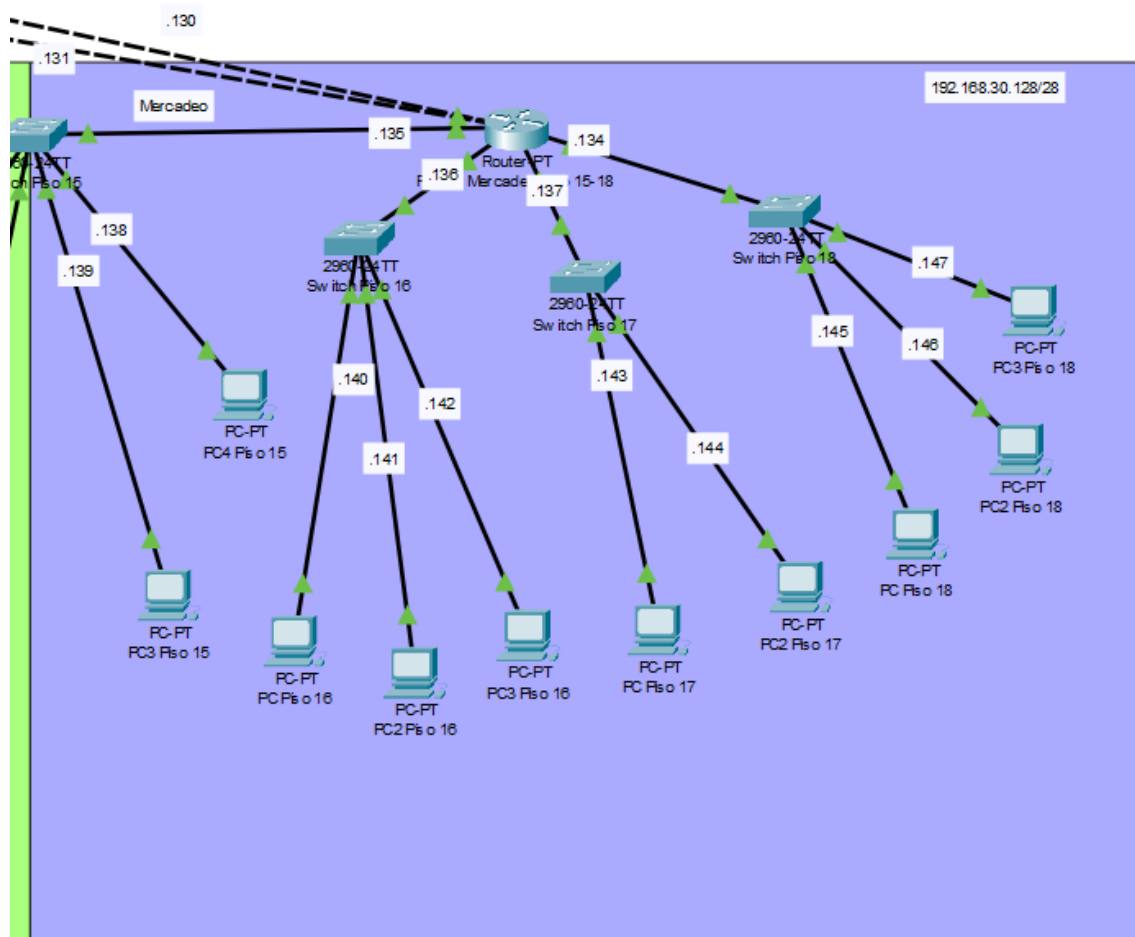 .130
.131
192.168.30.128/28
Mercadeo
.135
.134
Router-PT
Mercade
15-18
.136
.137
Piso 15
2960-24TT
Switch Piso 16
2960-24TT
Switch Piso 17
2960-24TT
Switch Piso 18
.138
.139
.147
.145
.146
PC-PT
PC3 Piso 18
.140
.142
.143
.141
.144
PC-PT
PC4 Piso 15
PC-PT
PC2 Piso 18
PC-PT
PC Piso 18
PC-PT
PC3 Piso 15
PC-PT
PC2 Piso 17
PC-PT
PC Piso 16
PC-PT
PC3 Piso 16
PC-PT
PC Piso 17
PC-PT
PC2 Piso 16